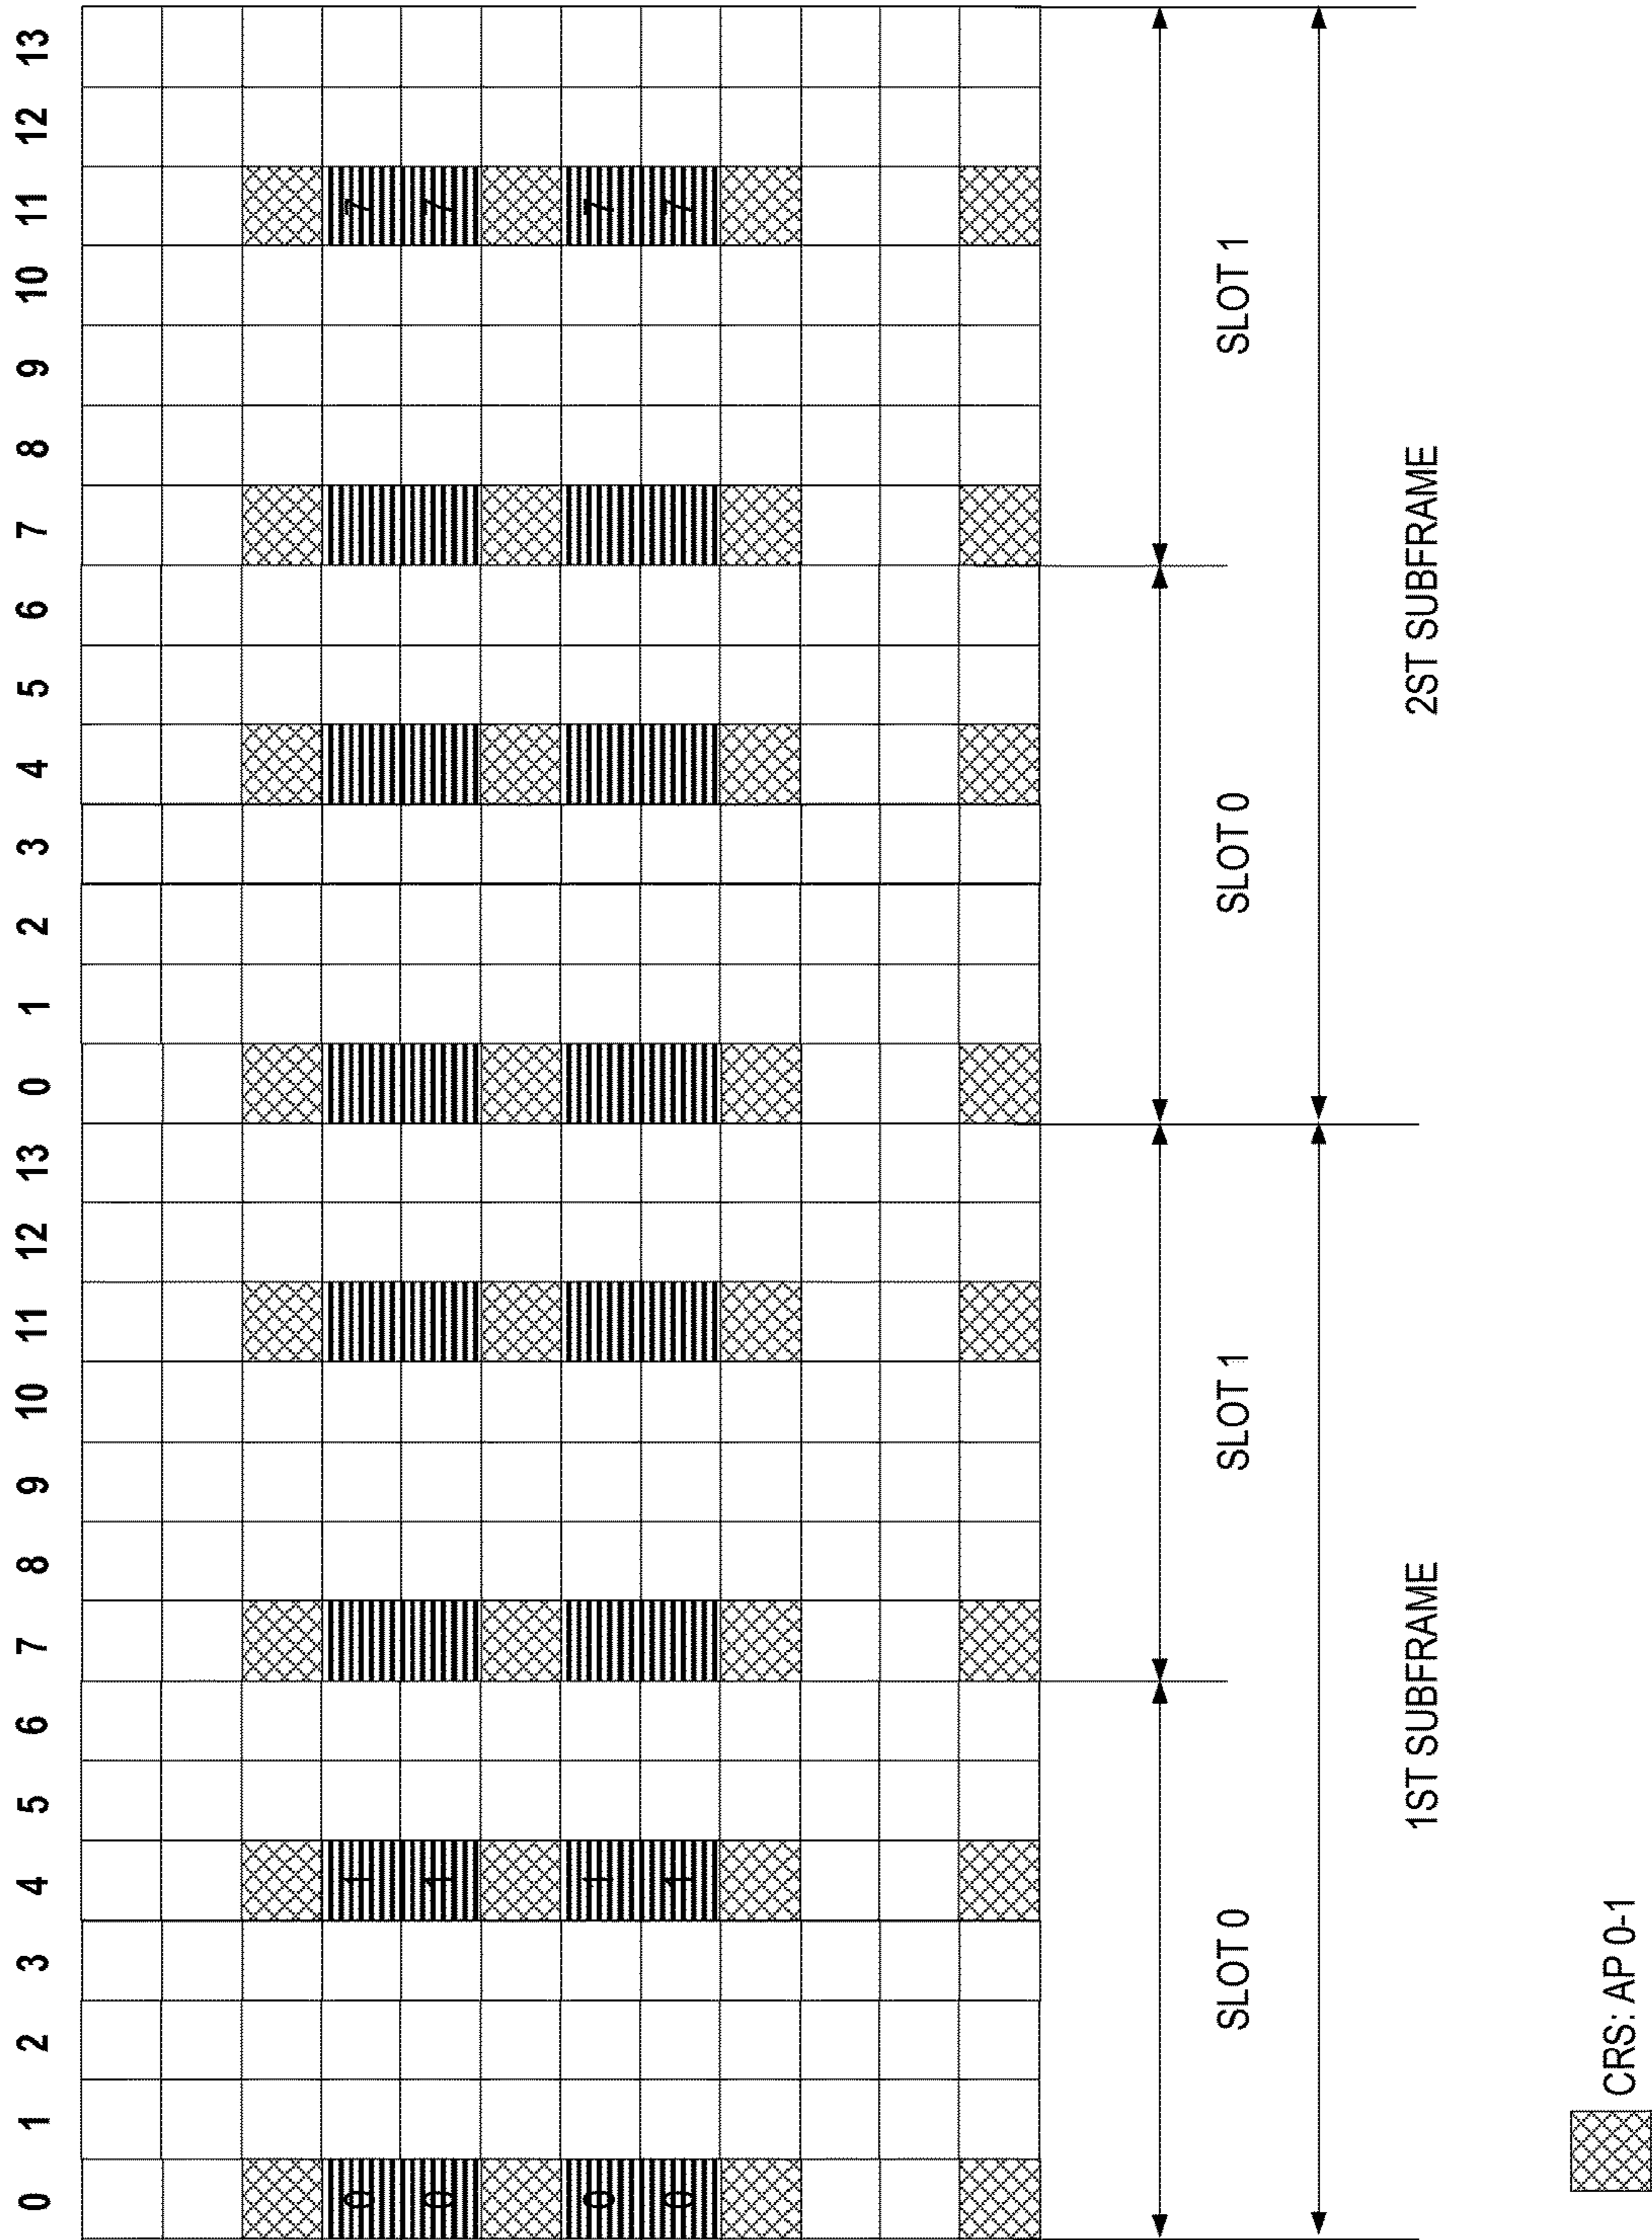 0 1 2 3 4 5 6 7 8 9 10 11 12 13 0 1 2 3 4 5 6 7 8 9 10 11 12 13
0 1 7
0 1 7
0 1 7
0 1 7
SLOT 0 SLOT 1 SLOT 0 SLOT 1
1ST SUBFRAME 2ST SUBFRAME
CRS: AP 0-1